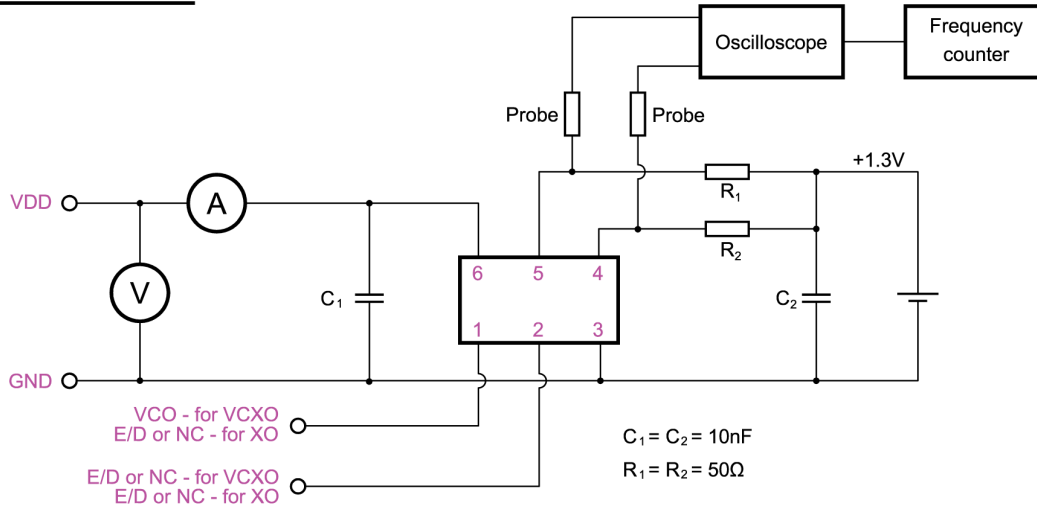 Oscilloscope
Frequency
counter
Probe
Probe
+1.3V
R1
R2
VDD
A
V
C1
C2
6 5 4
1 2 3
GND
VCO - for VCXO
E/D or NC - for XO
E/D or NC - for VCXO
E/D or NC - for XO
C1 = C2 = 10nF
R1 = R2 = 50Ω